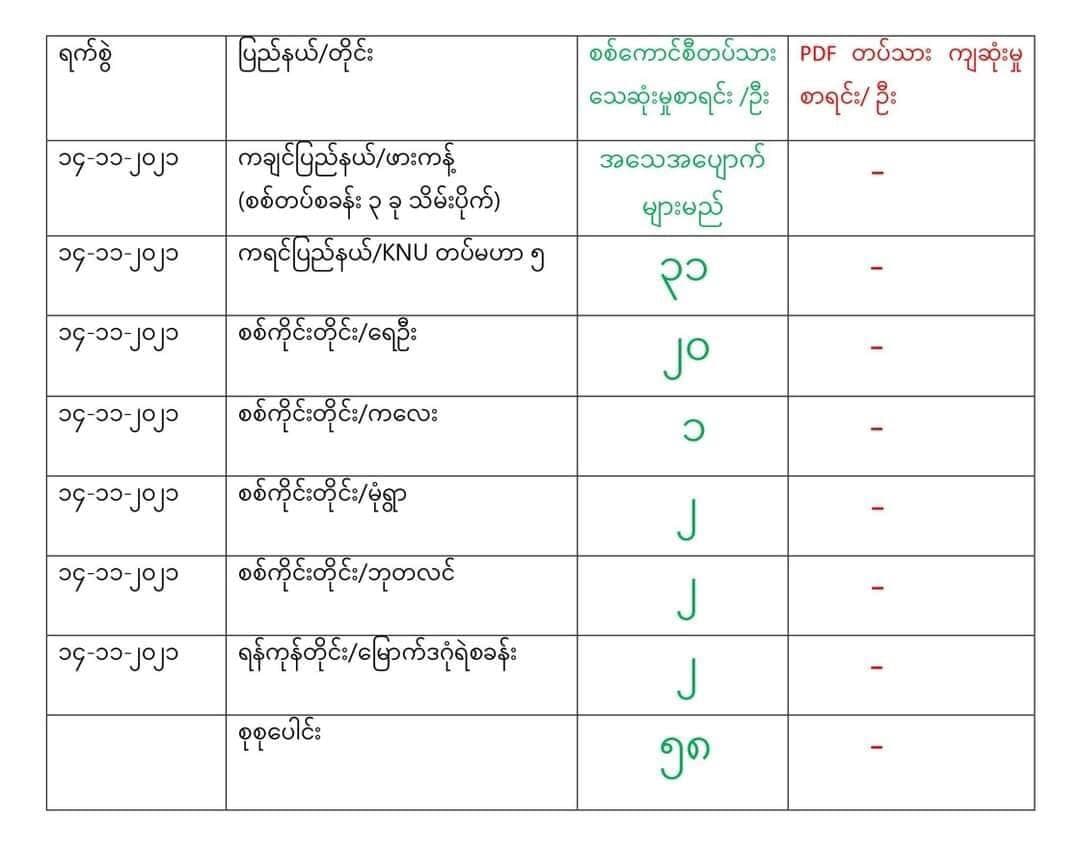 ရက်စွဲ
ပြည်နယ်/တိုင်း
စစ်ကောင်စီတပ်သား
သေဆုံးမှုစာရင်း /ဦး
PDF တပ်သား ကျဆုံးမှု
စာရင်း/ ဦး
၁၄-၁၁-၂၀၂၁
ကချင်ပြည်နယ်/ဖားကန့်
(စစ်တပ်စခန်း ၃ ခု သိမ်းပိုက်)
အသေအပျောက်
များမည်
-
၁၄-၁၁-၂၀၂၁
ကရင်ပြည်နယ်/KNU တပ်မဟာ ၅
၃၁
-
၁၄-၁၁-၂၀၂၁
စစ်ကိုင်းတိုင်း/ရေဦး
၂၀
-
၁၄-၁၁-၂၀၂၁
စစ်ကိုင်းတိုင်း/ကလေး
၁
-
၁၄-၁၁-၂၀၂၁
စစ်ကိုင်းတိုင်း/မုံရွာ
၂
-
၁၄-၁၁-၂၀၂၁
စစ်ကိုင်းတိုင်း/ဘုတလင်
၂
-
၁၄-၁၁-၂၀၂၁
ရန်ကုန်တိုင်း/မြောက်ဒဂုံရဲစခန်း
၂
-
စုစုပေါင်း
၅၈
-